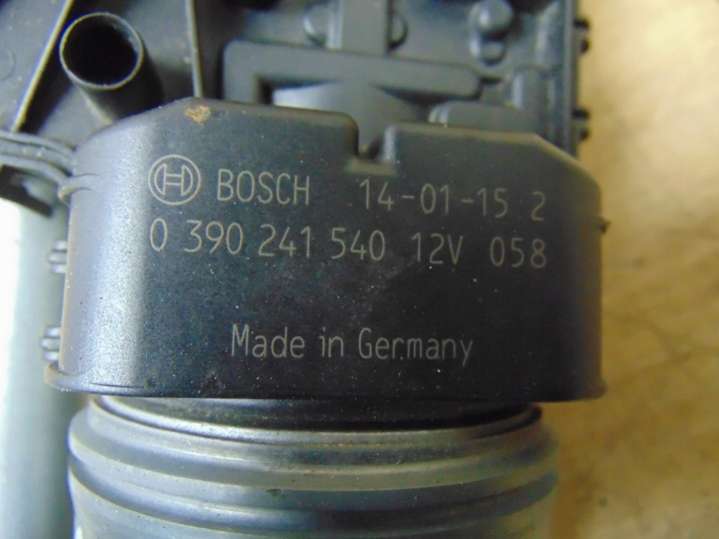 BOSCH 14-01-15 2
0 390 241 540 12V 058
Made in Germany